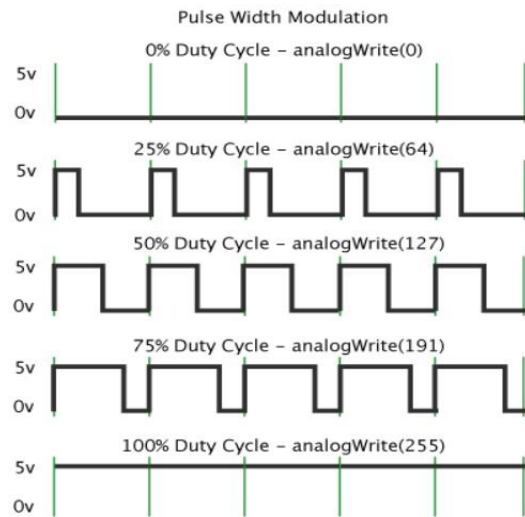 Pulse Width Modulation
0% Duty Cycle – analogWrite(0)
5v
0v
25% Duty Cycle – analogWrite(64)
5v
0v
50% Duty Cycle – analogWrite(127)
5v
0v
75% Duty Cycle – analogWrite(191)
5v
0v
100% Duty Cycle – analogWrite(255)
5v
0v